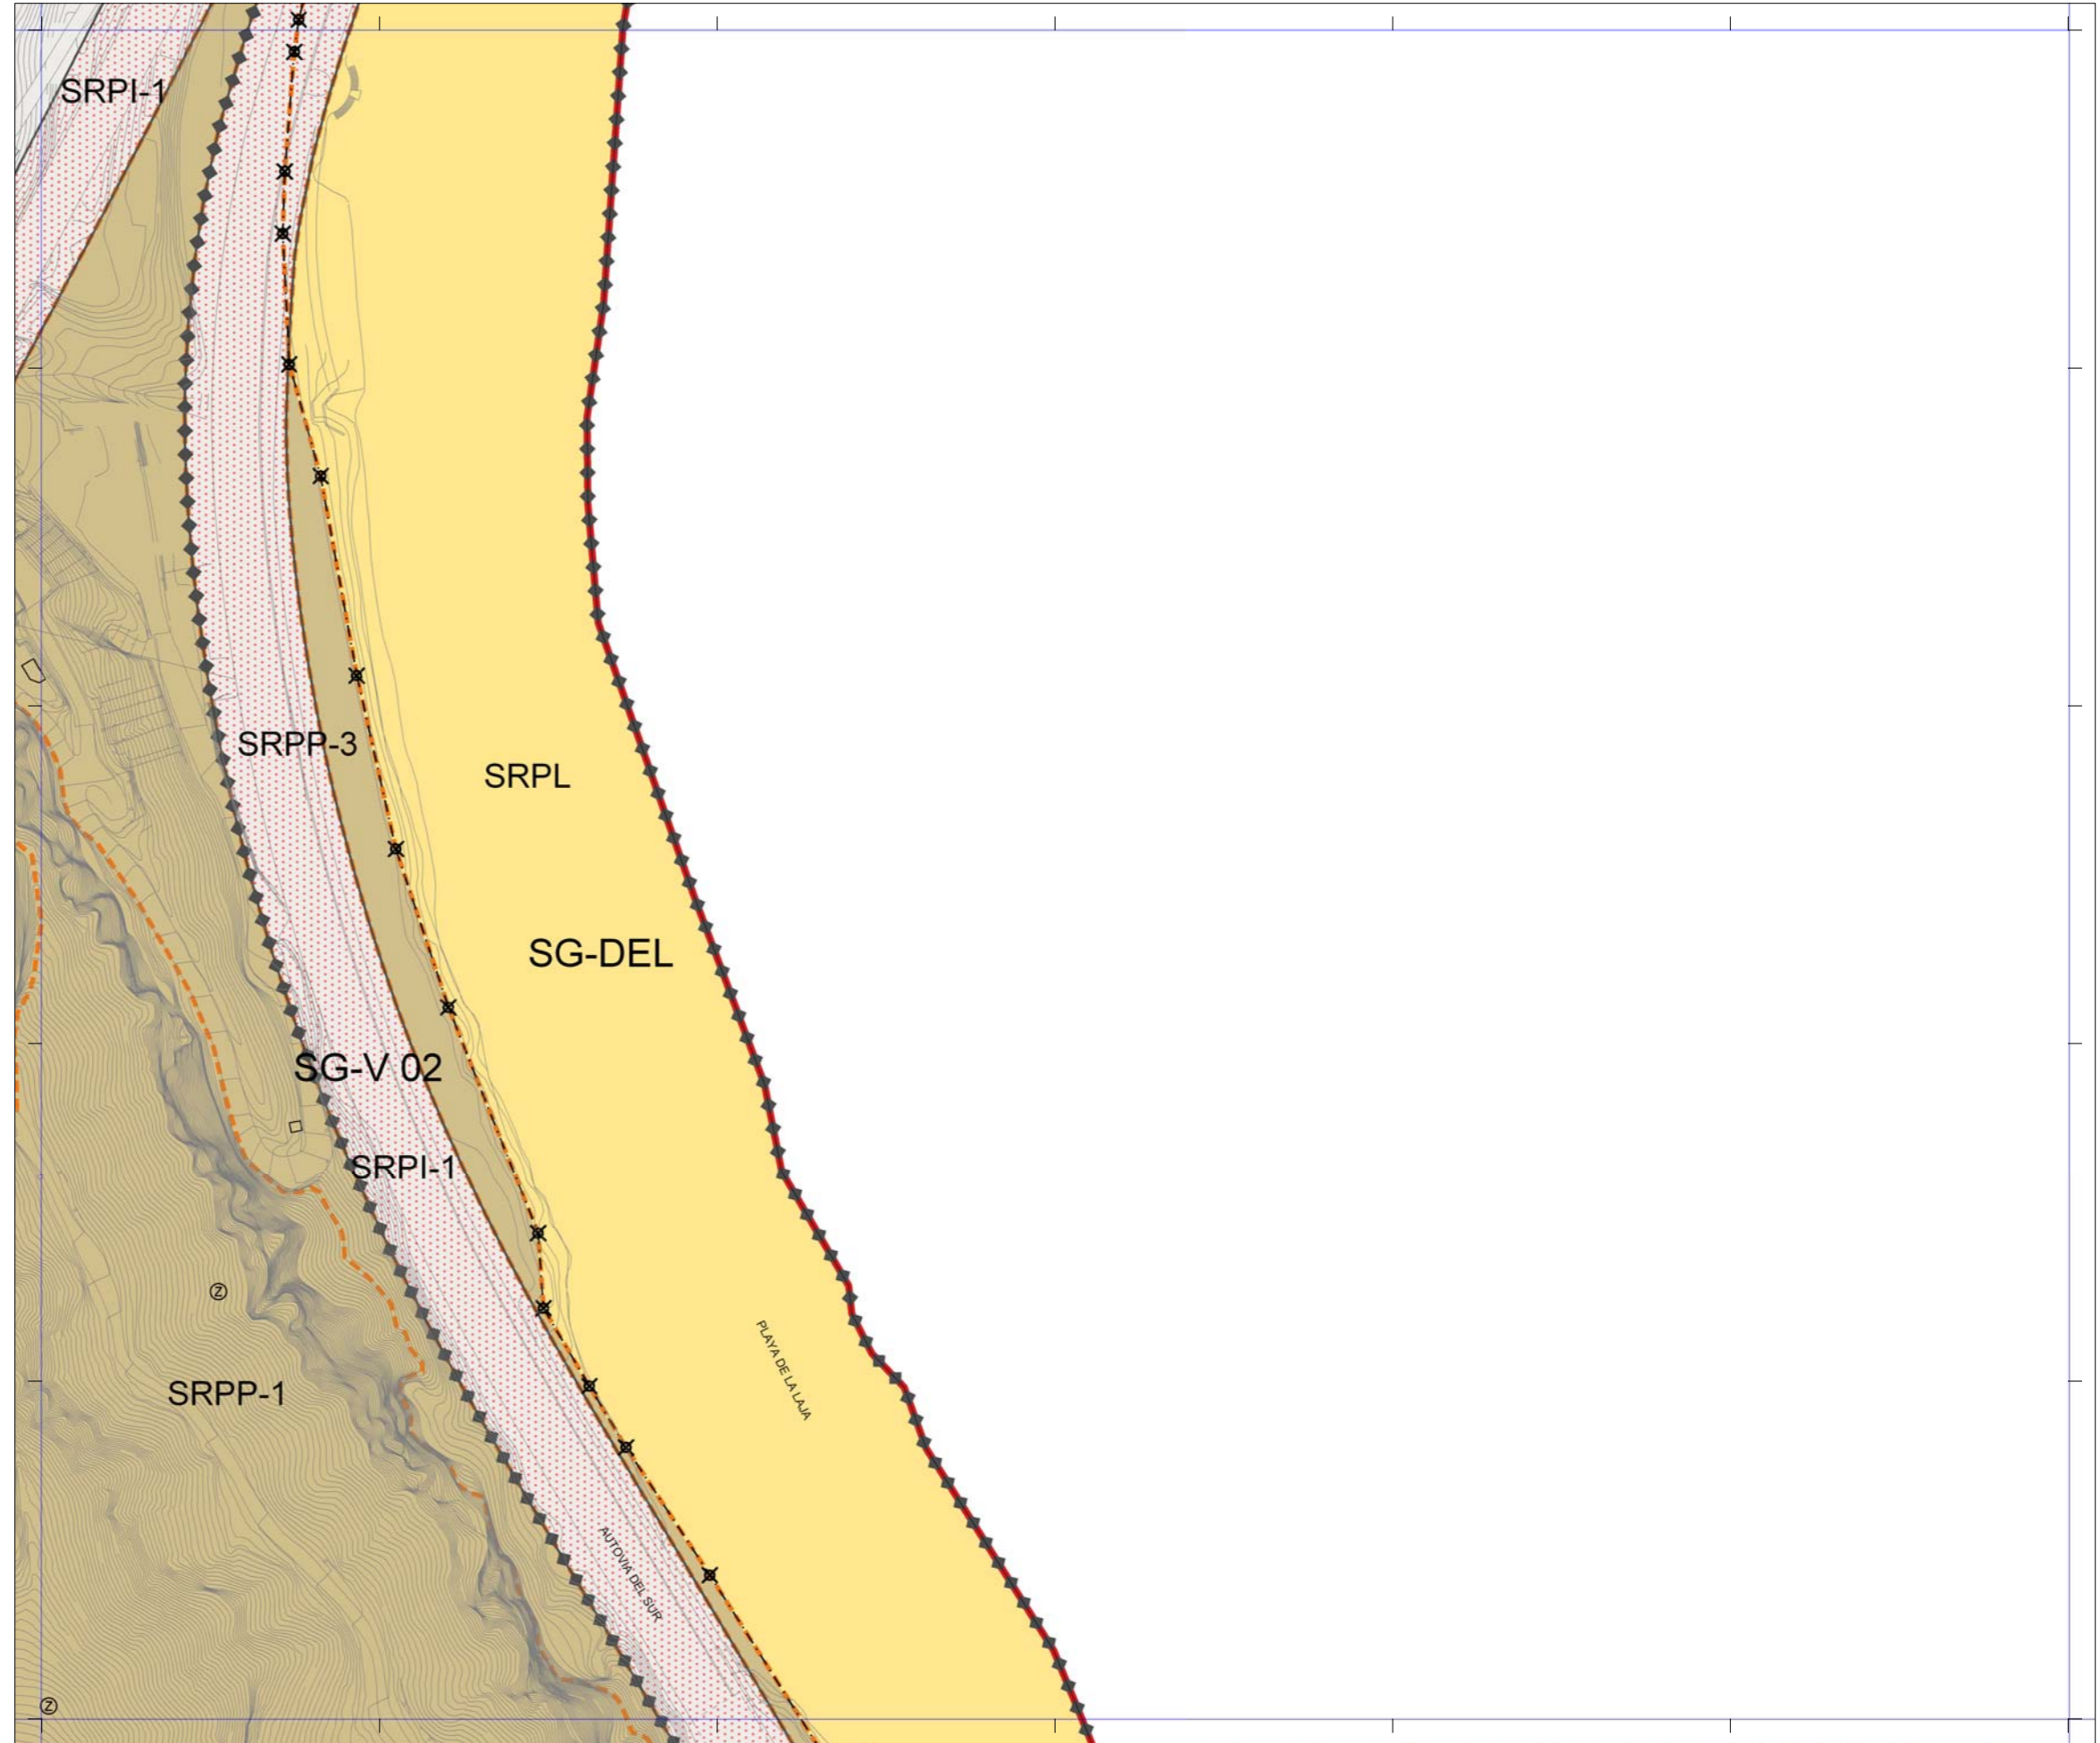 SRPI-1
SRPP-3
SRPL
SG-DEL
SG-V 02
SRPI-1
Z
PLAYA DE LA LAJA
SRPP-1
AUTOVIA DEL SUR
Z